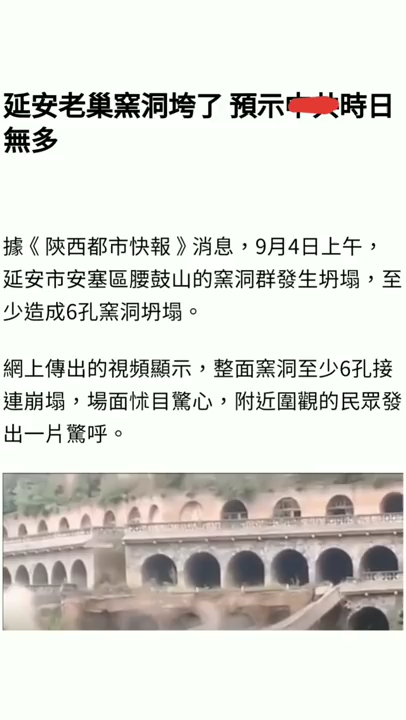 延安老巢窯洞垮了 預示中共時日
無多
據《陝西都市快報》消息，9月4日上午，
延安市安塞區腰鼓山的窯洞群發生坍塌，至
少造成6孔窯洞坍塌。
網上傳出的視頻顯示，整面窯洞至少6孔接
連崩塌，場面怵目驚心，附近圍觀的民眾發
出一片驚呼。